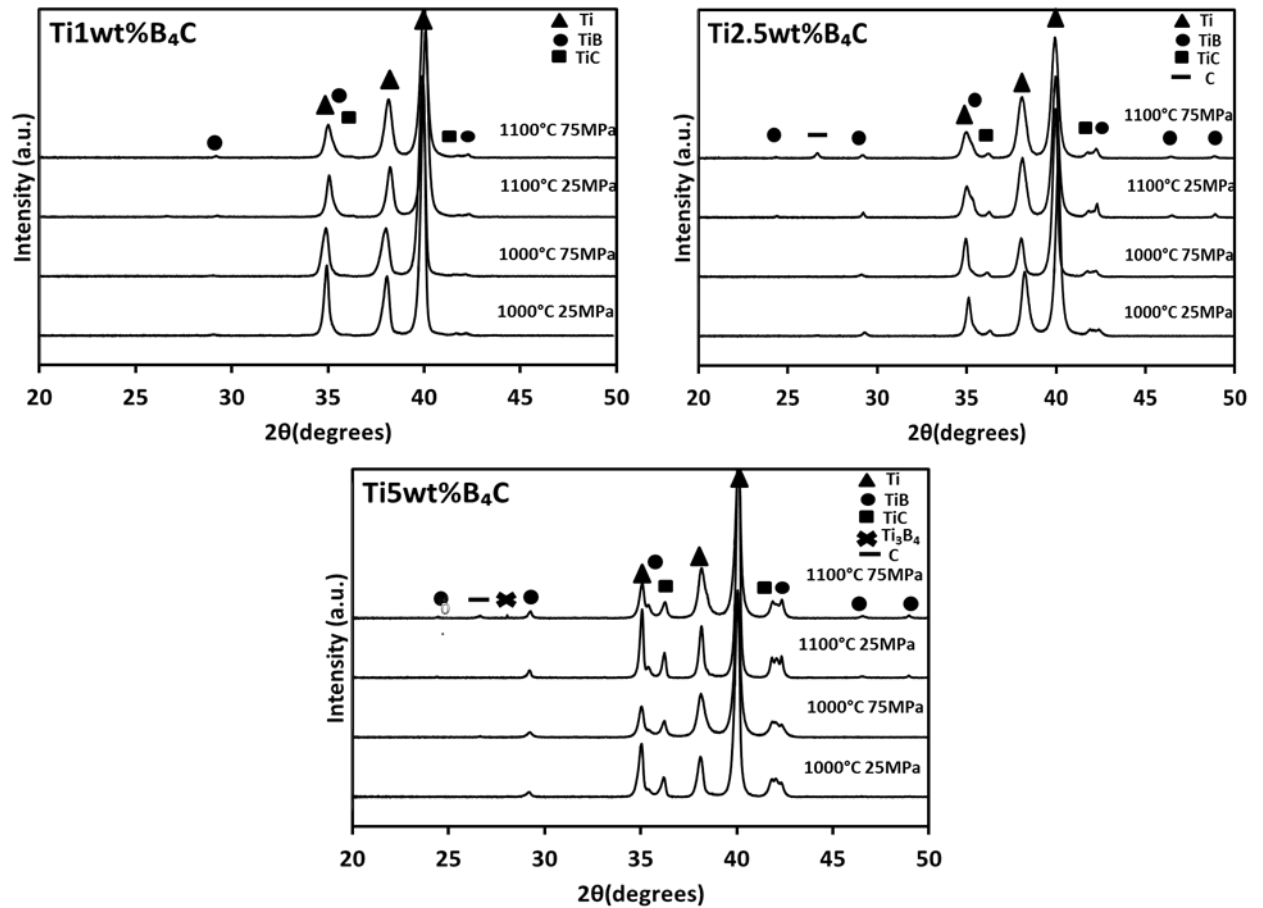 Ti1wt%B₄C
Ti
TiB
TiC
1100°C 75MPa
1100°C 25MPa
1000°C 75MPa
1000°C 25MPa
Intensity (a.u.)
20 25 30 35 40 45 50
2θ(degrees)
Ti2.5wt%B₄C
Ti
TiB
TiC
C
1100°C 75MPa
1100°C 25MPa
1000°C 75MPa
1000°C 25MPa
Intensity (a.u.)
20 25 30 35 40 45 50
2θ(degrees)
Ti5wt%B₄C
Ti
TiB
TiC
Ti₃B₄
C
1100°C 75MPa
1100°C 25MPa
1000°C 75MPa
1000°C 25MPa
Intensity (a.u.)
20 25 30 35 40 45 50
2θ(degrees)